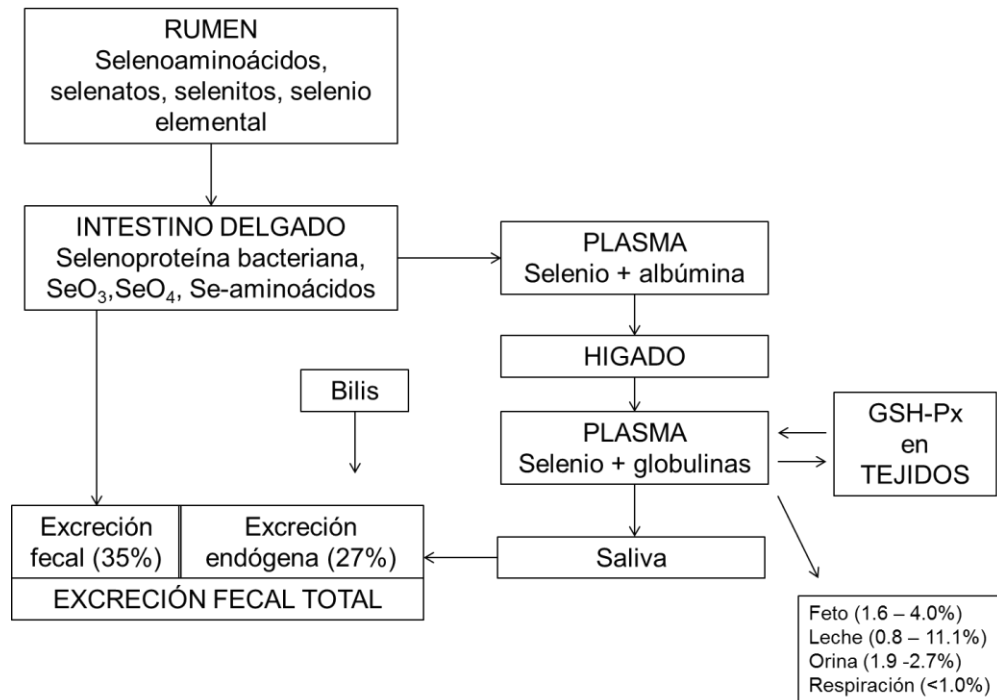 RUMEN
Selenoaminoácidos,
selenatos, selenitos, selenio
elemental
INTESTINO DELGADO
Selenoproteína bacteriana,
SeO₃,SeO₄, Se-aminoácidos
PLASMA
Selenio + albúmina
HIGADO
Bilis
PLASMA
Selenio + globulinas
GSH-Px
en
TEJIDOS
Excreción
fecal (35%)
Excreción
endógena (27%)
Saliva
EXCRECIÓN FECAL TOTAL
Feto (1.6 – 4.0%)
Leche (0.8 – 11.1%)
Orina (1.9 -2.7%)
Respiración (<1.0%)